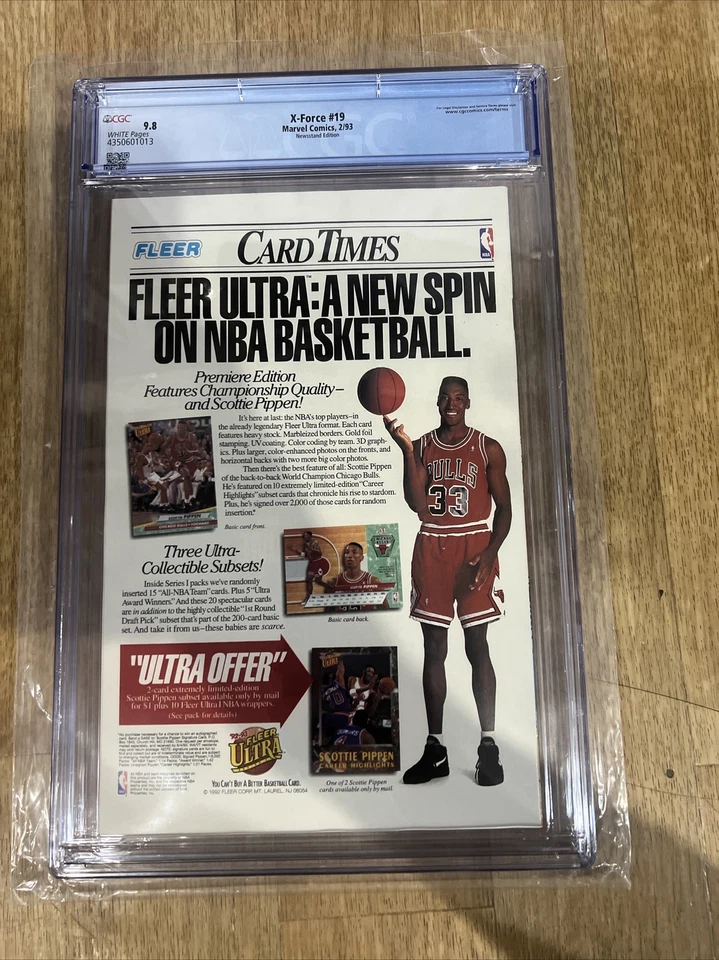 CGC 9.8
WHITE Pages
4350601013
X-Force #19
Marvel Comics, 2/93
Newsstand Edition
www.cgccomics.com/terms
FLEER
CARD TIMES
NBA
FLEER ULTRA:™ A NEW SPIN
ON NBA BASKETBALL.
Premiere Edition
Features Championship Quality–
and Scottie Pippen!
It's here at last: the NBA's top players–in
the already legendary Fleer Ultra format. Each card
features heavy stock. Marbleized borders. Gold foil
stamping. UV coating. Color coding by team. 3D graph-
ics. Plus larger, color-enhanced photos on the fronts, and
horizontal backs with two more big color photos.
Then there's the best feature of all: Scottie Pippen
of the back-to-back World Champion Chicago Bulls.
He's featured on 10 extremely limited-edition "Career
Highlights" subset cards that chronicle his rise to stardom.
Plus, he's signed over 2,000 of those cards for random
insertion.*
Basic card front.
BULLS
33
Three Ultra-
Collectible Subsets!
Inside Series I packs we've randomly
inserted 15 "All-NBA Team" cards. Plus 5 "Ultra
Award Winners." And these 20 spectacular cards
are in addition to the highly collectible "1st Round
Draft Pick" subset that's part of the 200-card basic
set. And take it from us–these babies are scarce.
Basic card back.
"ULTRA OFFER"
2-card extremely limited-edition
Scottie Pippen subset available only by mail
for $1 plus 10 Fleer Ultra I NBA wrappers.
(See pack for details)
FLEER
ULTRA
SCOTTIE PIPPEN
CAREER HIGHLIGHTS
YOU CAN'T BUY A BETTER BASKETBALL CARD.
© 1992 FLEER CORP. MT. LAUREL, NJ 08054
One of 2 Scottie Pippen
cards available only by mail.